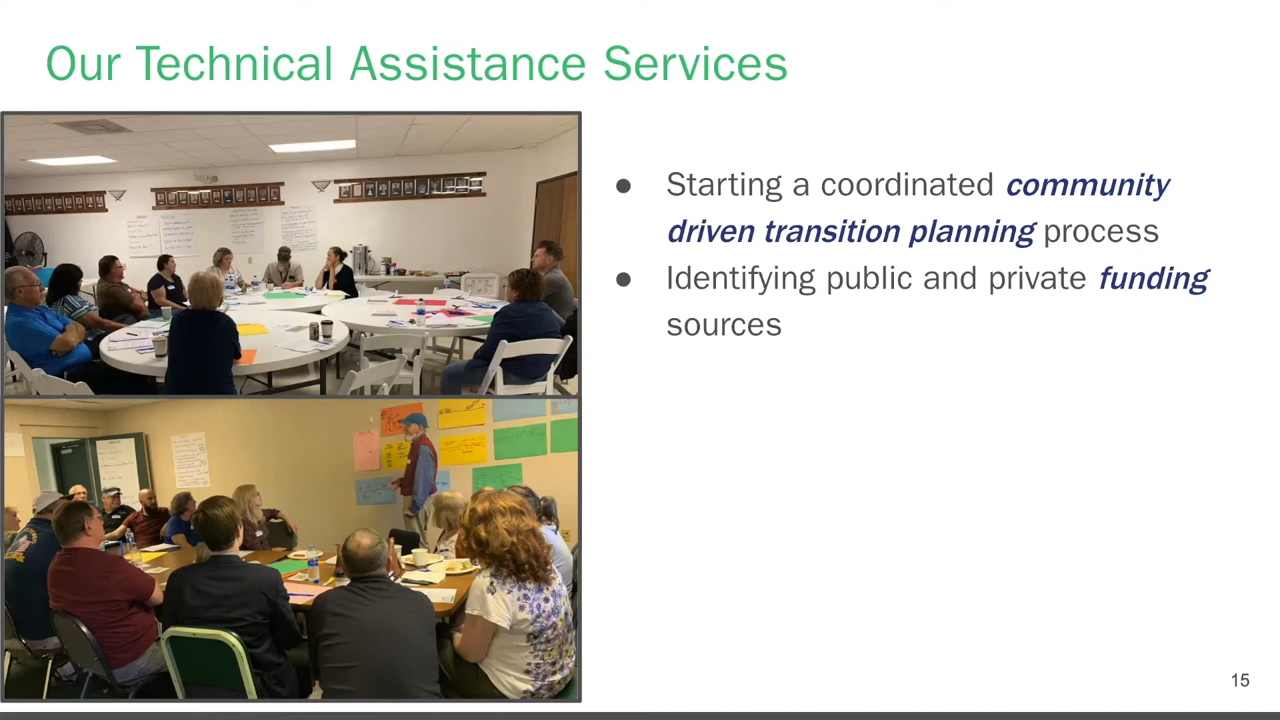 Our Technical Assistance Services
● Starting a coordinated community
driven transition planning process
● Identifying public and private funding
sources
15